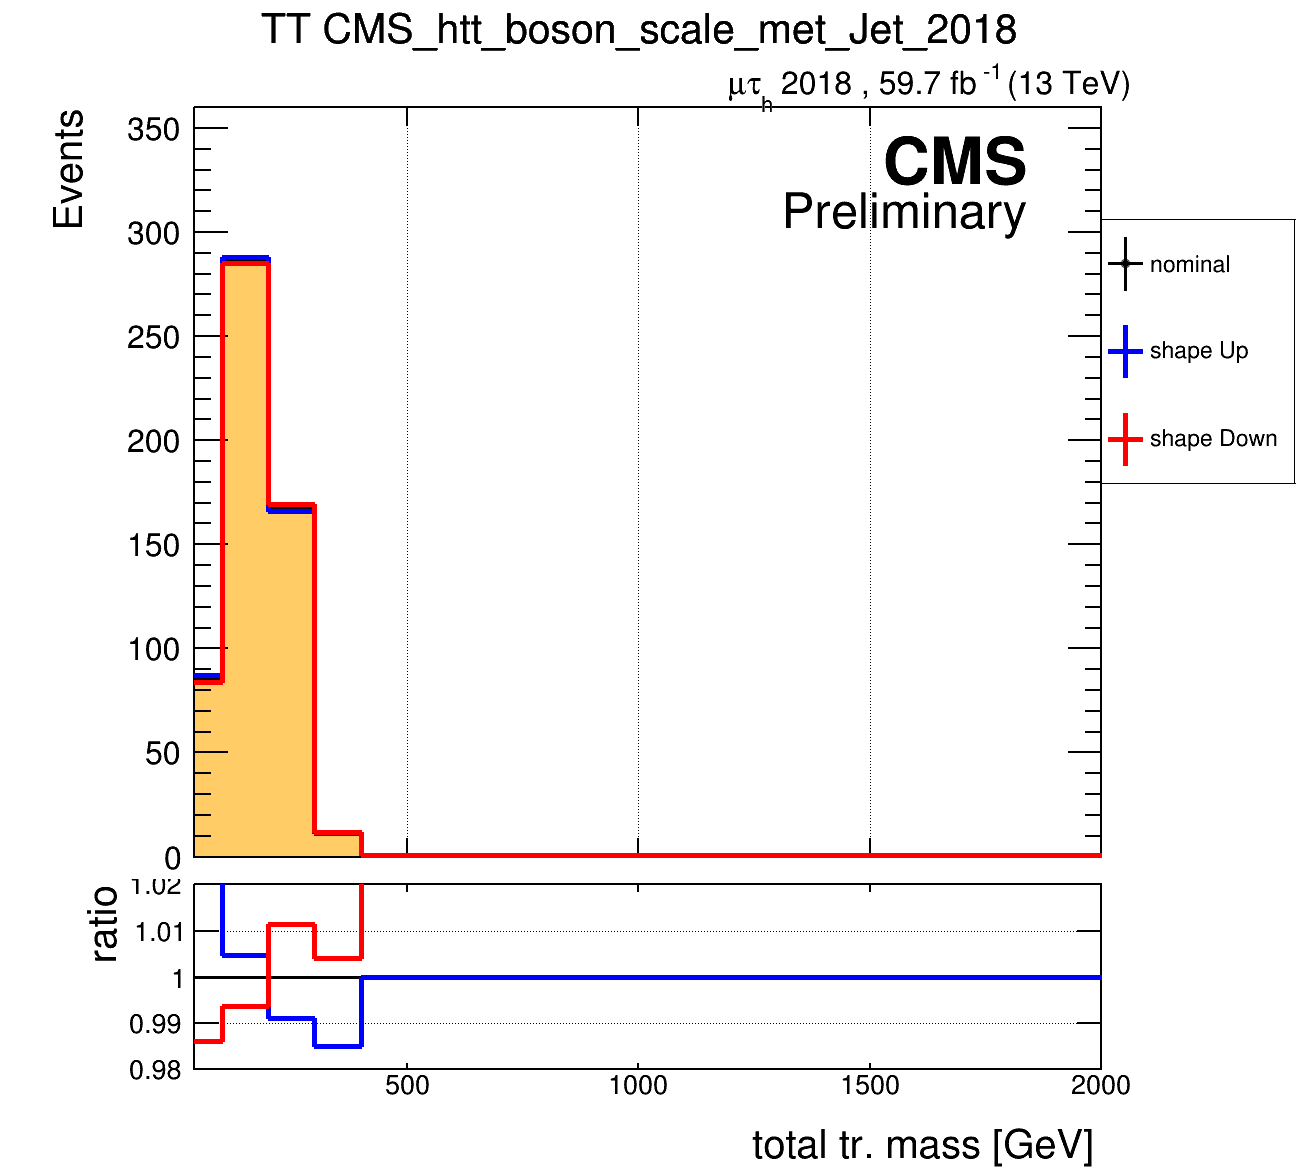 TT CMS_htt_boson_scale_met_Jet_2018
μτh 2018 , 59.7 fb-1 (13 TeV)
Events
350
300
250
200
150
100
50
0
CMS
Preliminary
nominal
shape Up
shape Down
ratio
1.02
1.01
1
0.99
0.98
500 1000 1500 2000
total tr. mass [GeV]